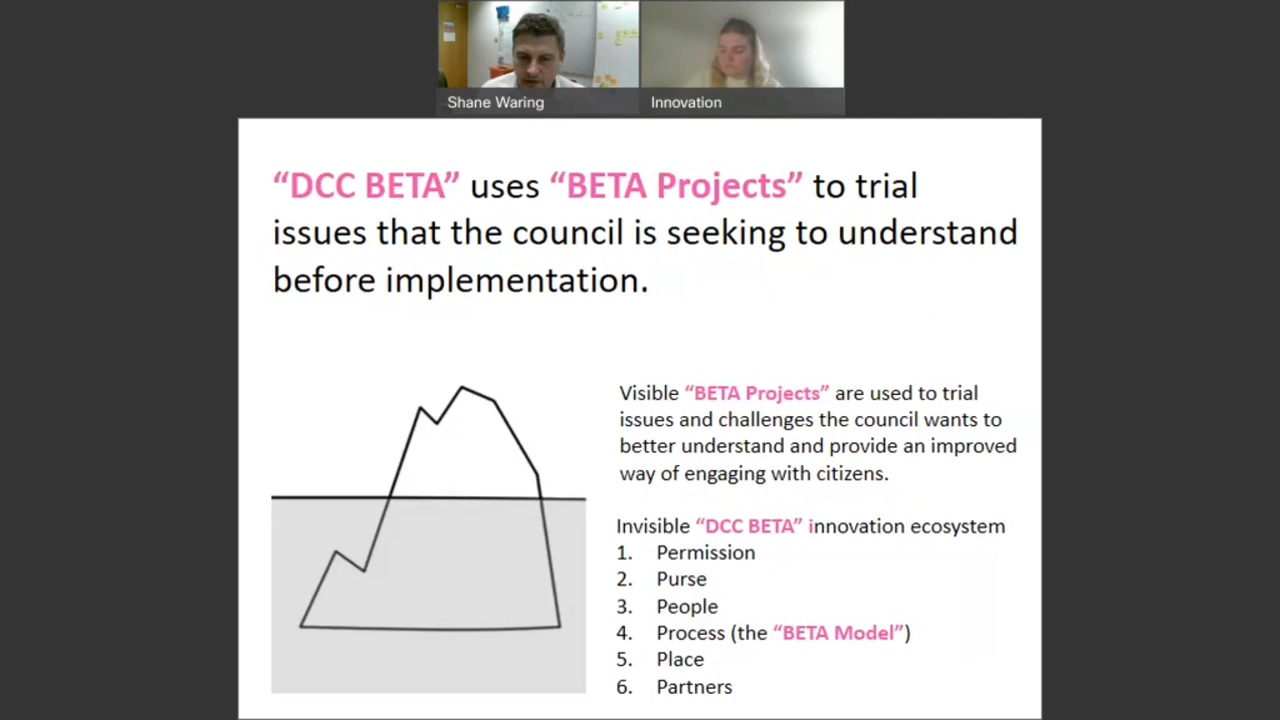 Shane Waring
Innovation
“DCC BETA” uses “BETA Projects” to trial
issues that the council is seeking to understand
before implementation.
Visible “BETA Projects” are used to trial
issues and challenges the council wants to
better understand and provide an improved
way of engaging with citizens.
Invisible “DCC BETA” innovation ecosystem
1. Permission
2. Purse
3. People
4. Process (the “BETA Model”)
5. Place
6. Partners